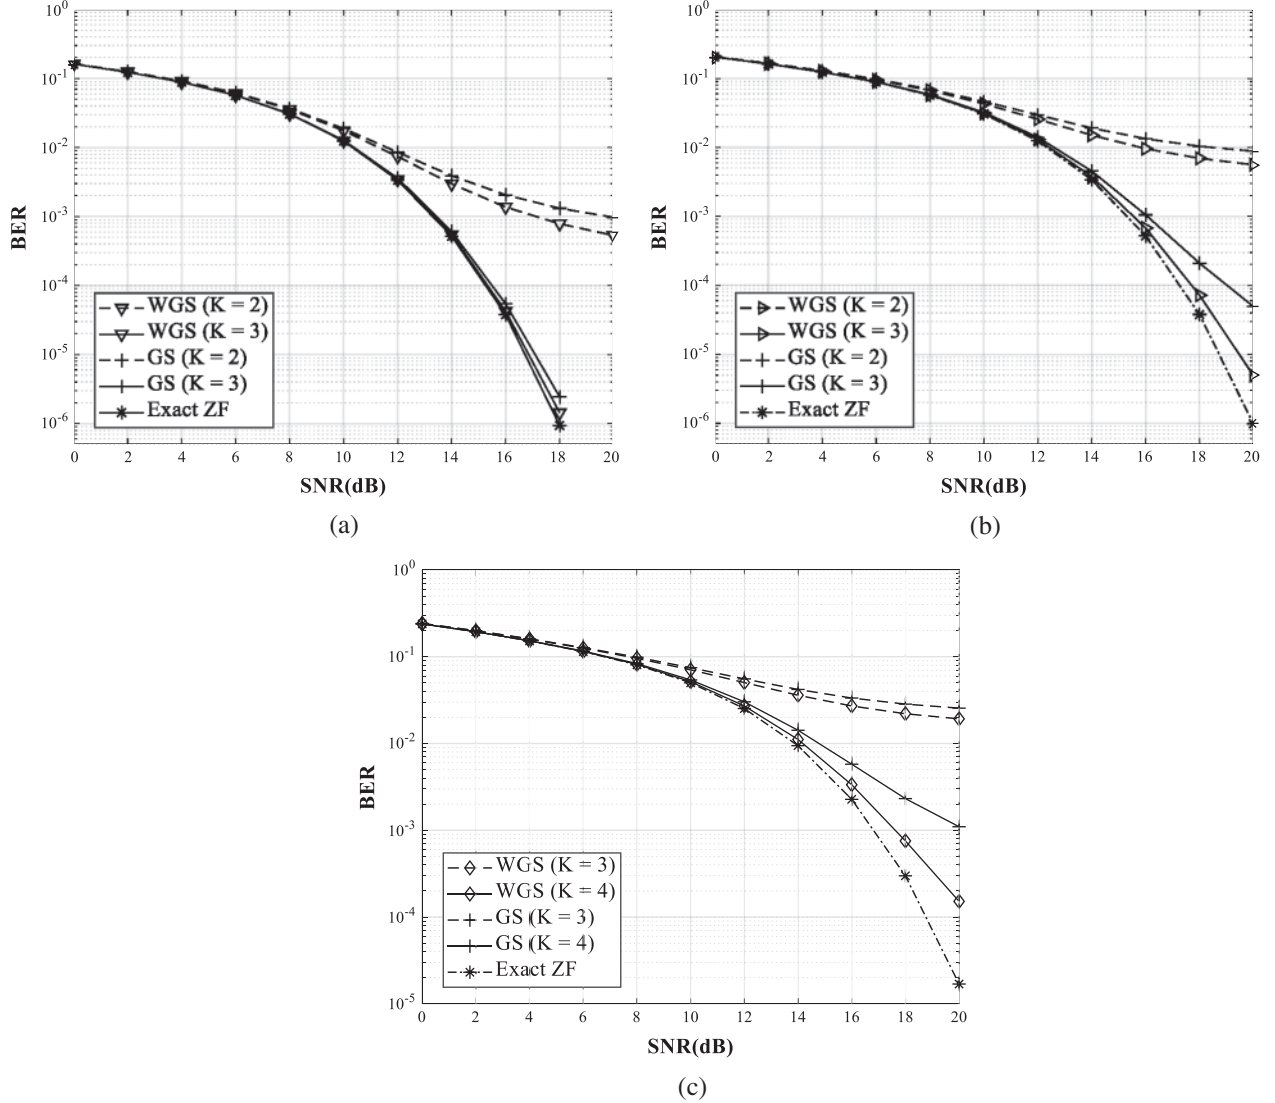 10^0
10^-1
10^-2
10^-3
10^-4
10^-5
10^-6
BER
WGS (K = 2)
WGS (K = 3)
GS (K = 2)
GS (K = 3)
Exact ZF
0 2 4 6 8 10 12 14 16 18 20
SNR(dB)
(a)
10^0
10^-1
10^-2
10^-3
10^-4
10^-5
10^-6
BER
WGS (K = 2)
WGS (K = 3)
GS (K = 2)
GS (K = 3)
Exact ZF
0 2 4 6 8 10 12 14 16 18 20
SNR(dB)
(b)
10^0
10^-1
10^-2
10^-3
10^-4
10^-5
BER
WGS (K = 3)
WGS (K = 4)
GS (K = 3)
GS (K = 4)
Exact ZF
0 2 4 6 8 10 12 14 16 18 20
SNR(dB)
(c)